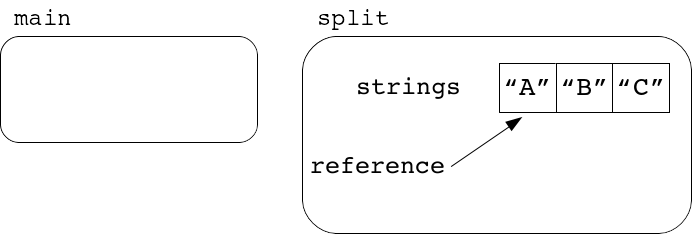 main
split
strings “A” “B” “C”
reference